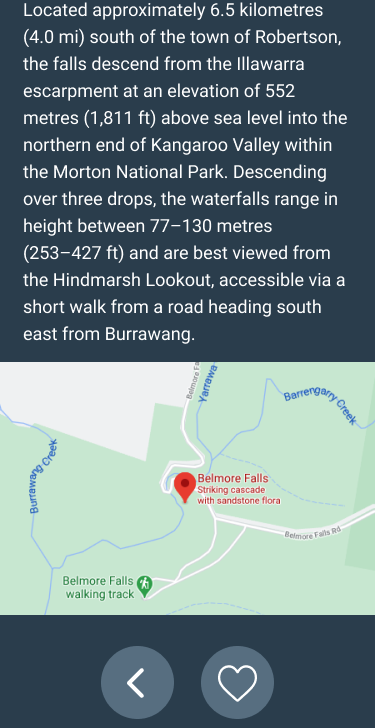 Located approximately 6.5 kilometres
(4.0 mi) south of the town of Robertson,
the falls descend from the Illawarra
escarpment at an elevation of 552
metres (1,811 ft) above sea level into the
northern end of Kangaroo Valley within
the Morton National Park. Descending
over three drops, the waterfalls range in
height between 77–130 metres
(253–427 ft) and are best viewed from
the Hindmarsh Lookout, accessible via a
short walk from a road heading south
east from Burrawang.
Belmore Fa
Yarrawa
Barrengarry Creek
Burrawang Creek
Belmore Falls
Striking cascade
with sandstone flora
Belmore Falls Rd
Belmore Falls
walking track